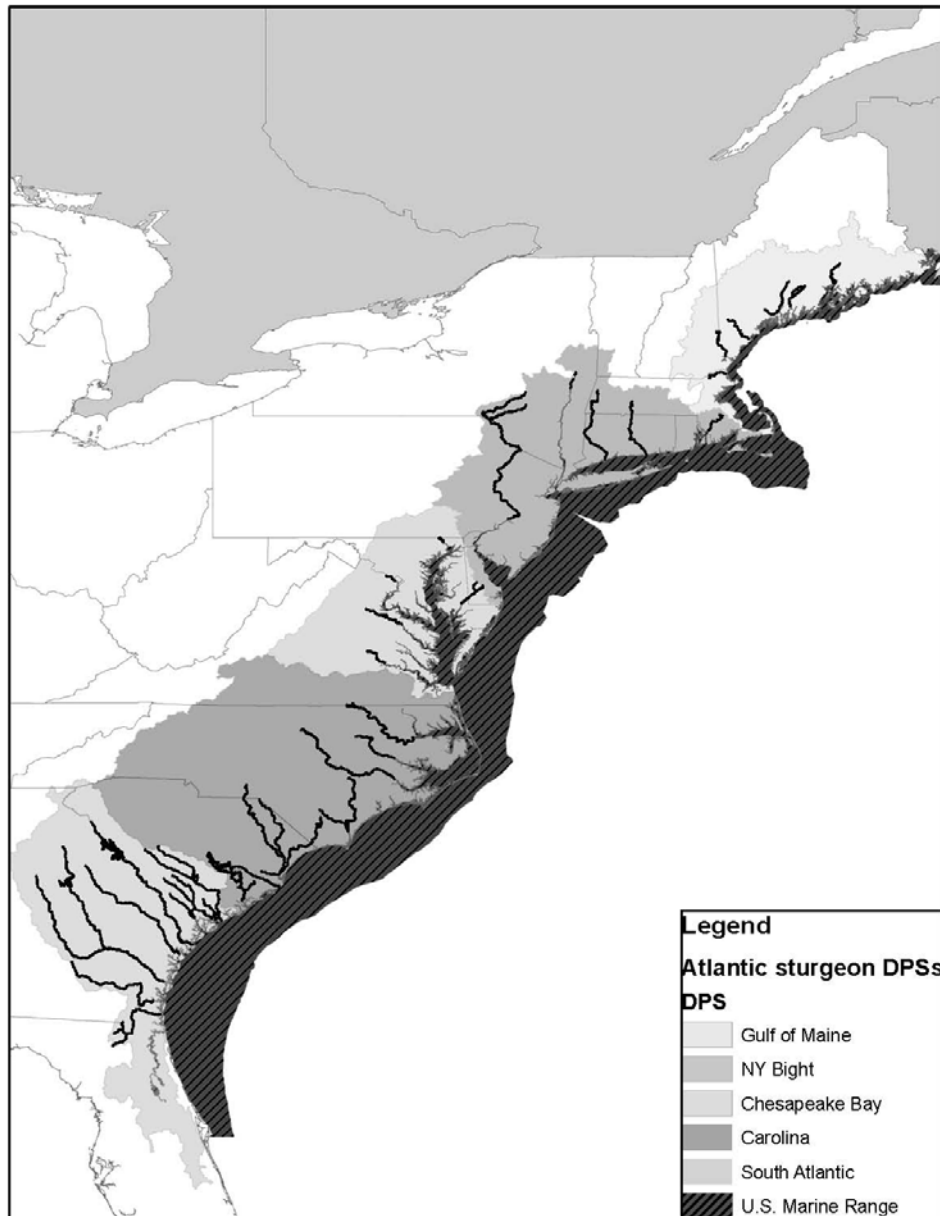 Legend
Atlantic sturgeon DPSs
DPS
Gulf of Maine
NY Bight
Chesapeake Bay
Carolina
South Atlantic
U.S. Marine Range